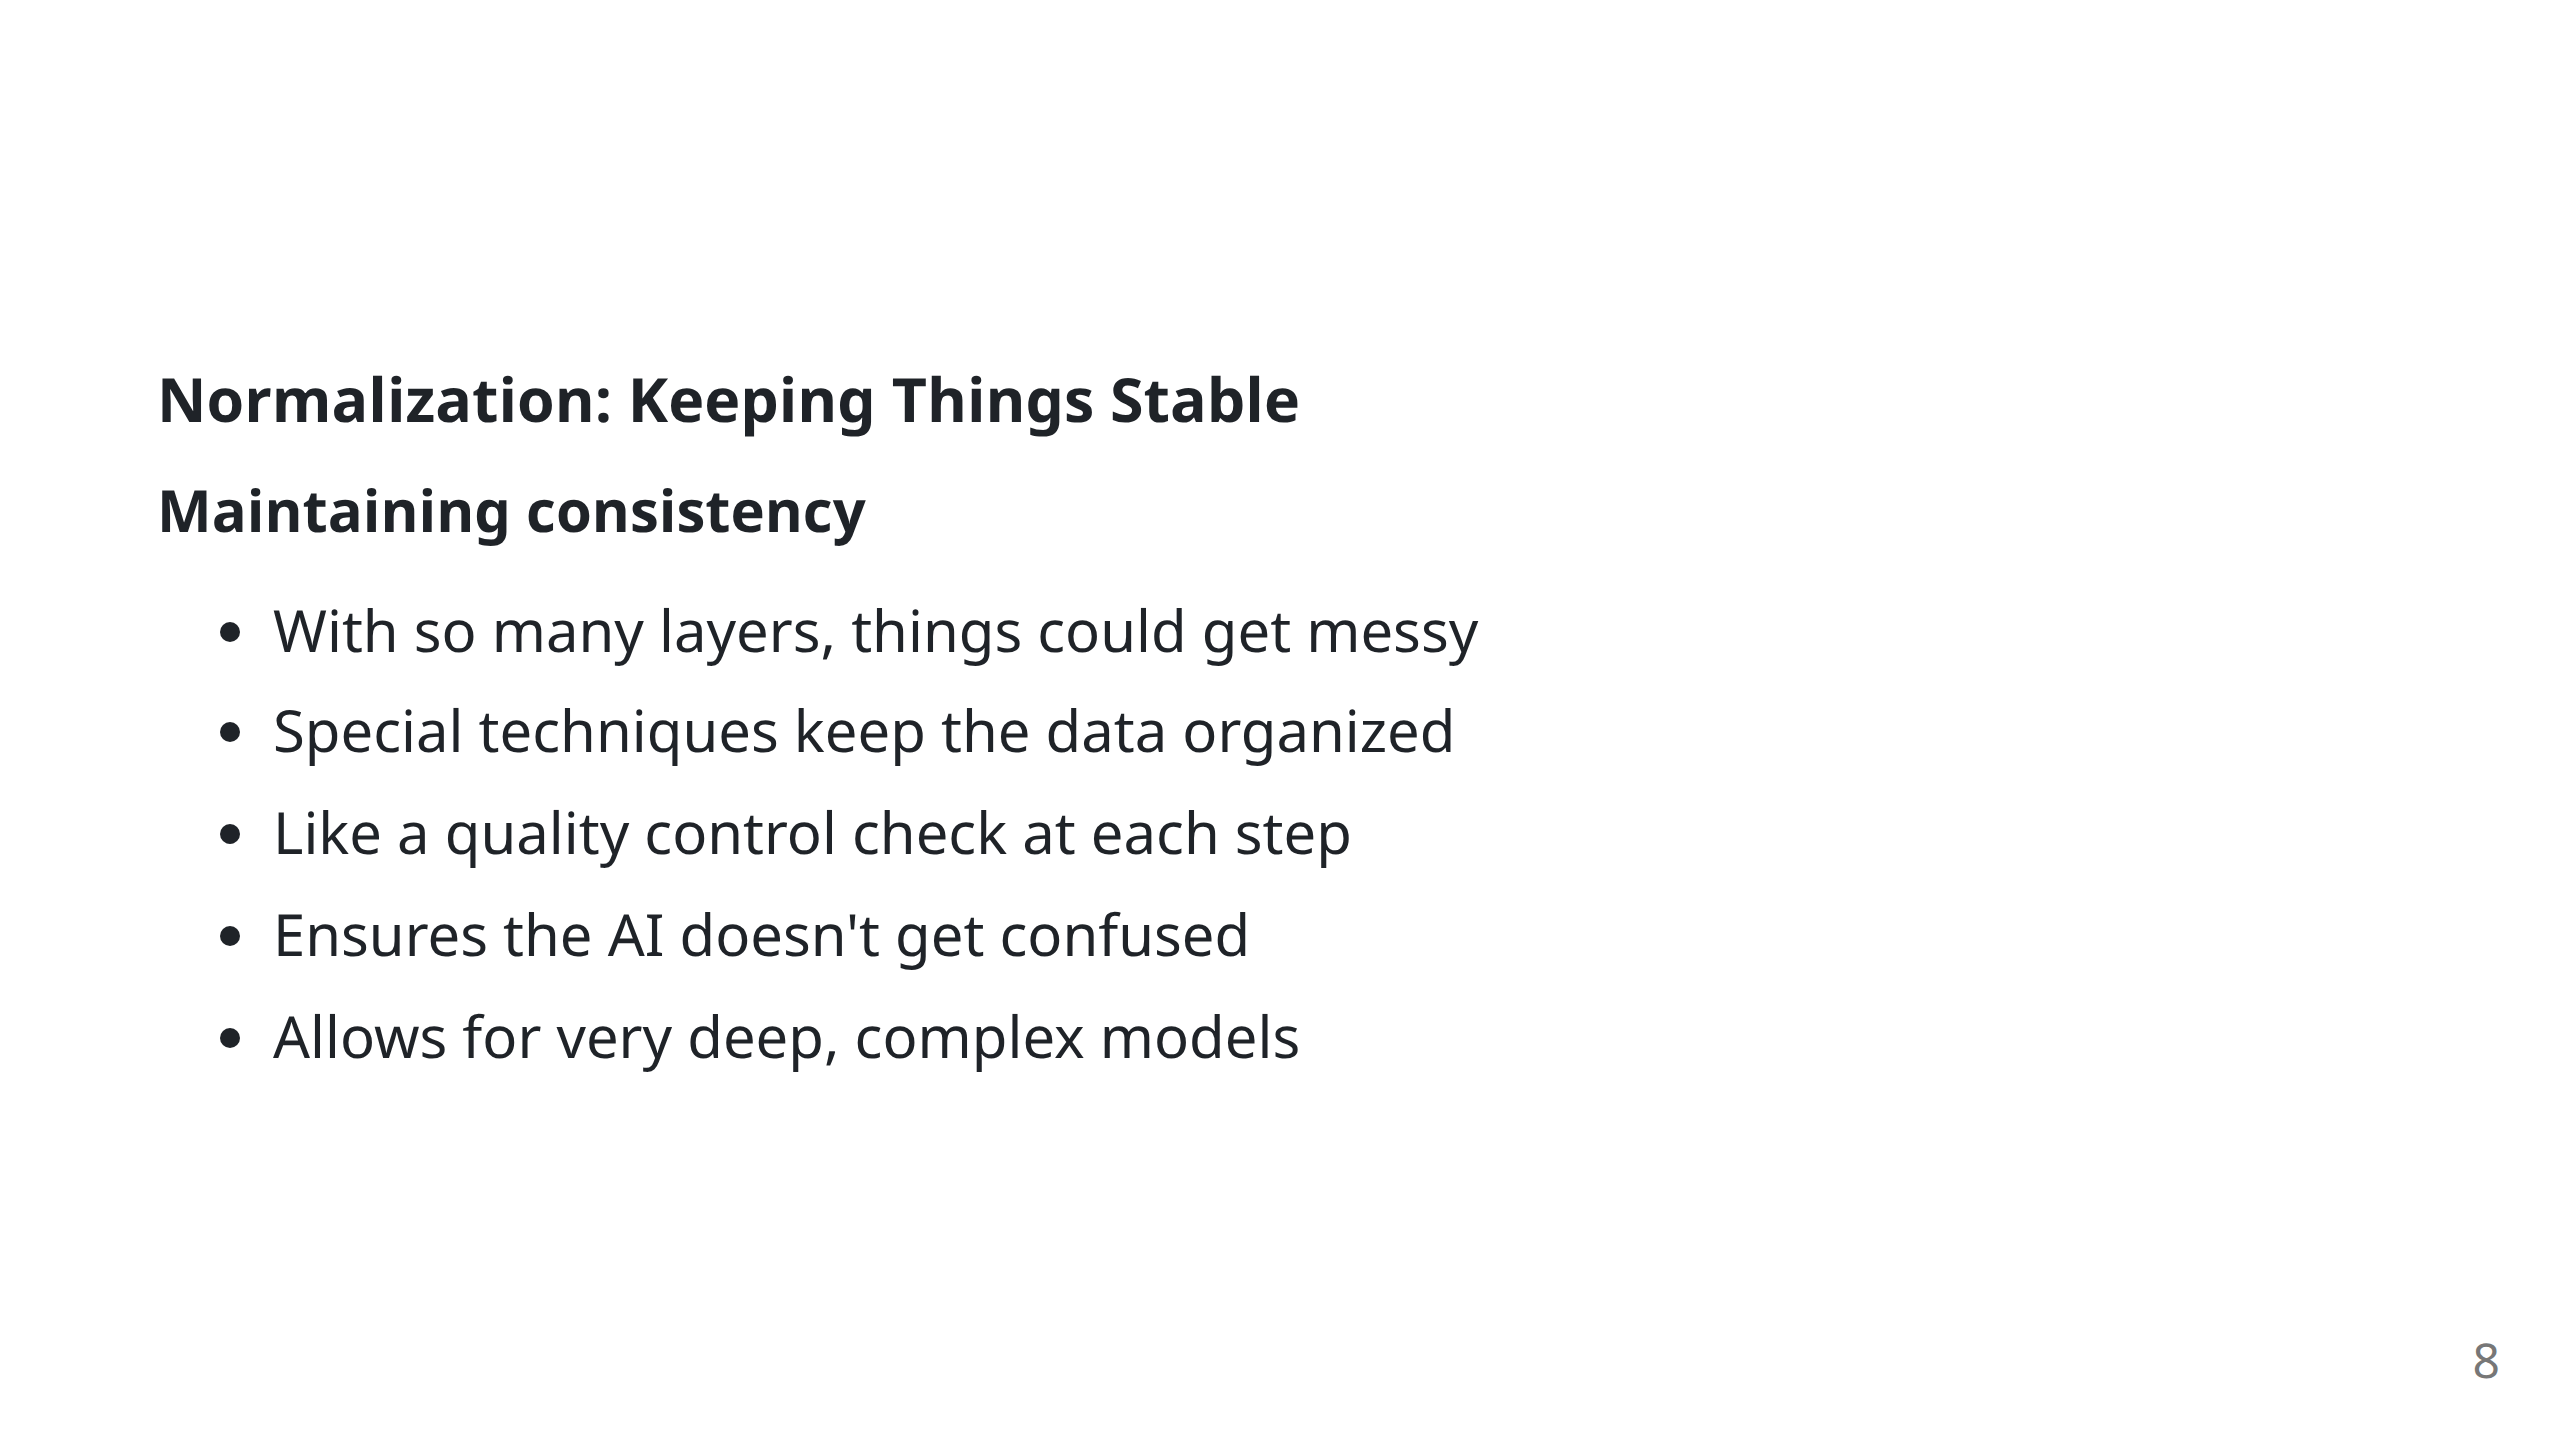 Normalization: Keeping Things Stable
Maintaining consistency
• With so many layers, things could get messy
• Special techniques keep the data organized
• Like a quality control check at each step
• Ensures the AI doesn't get confused
• Allows for very deep, complex models
8